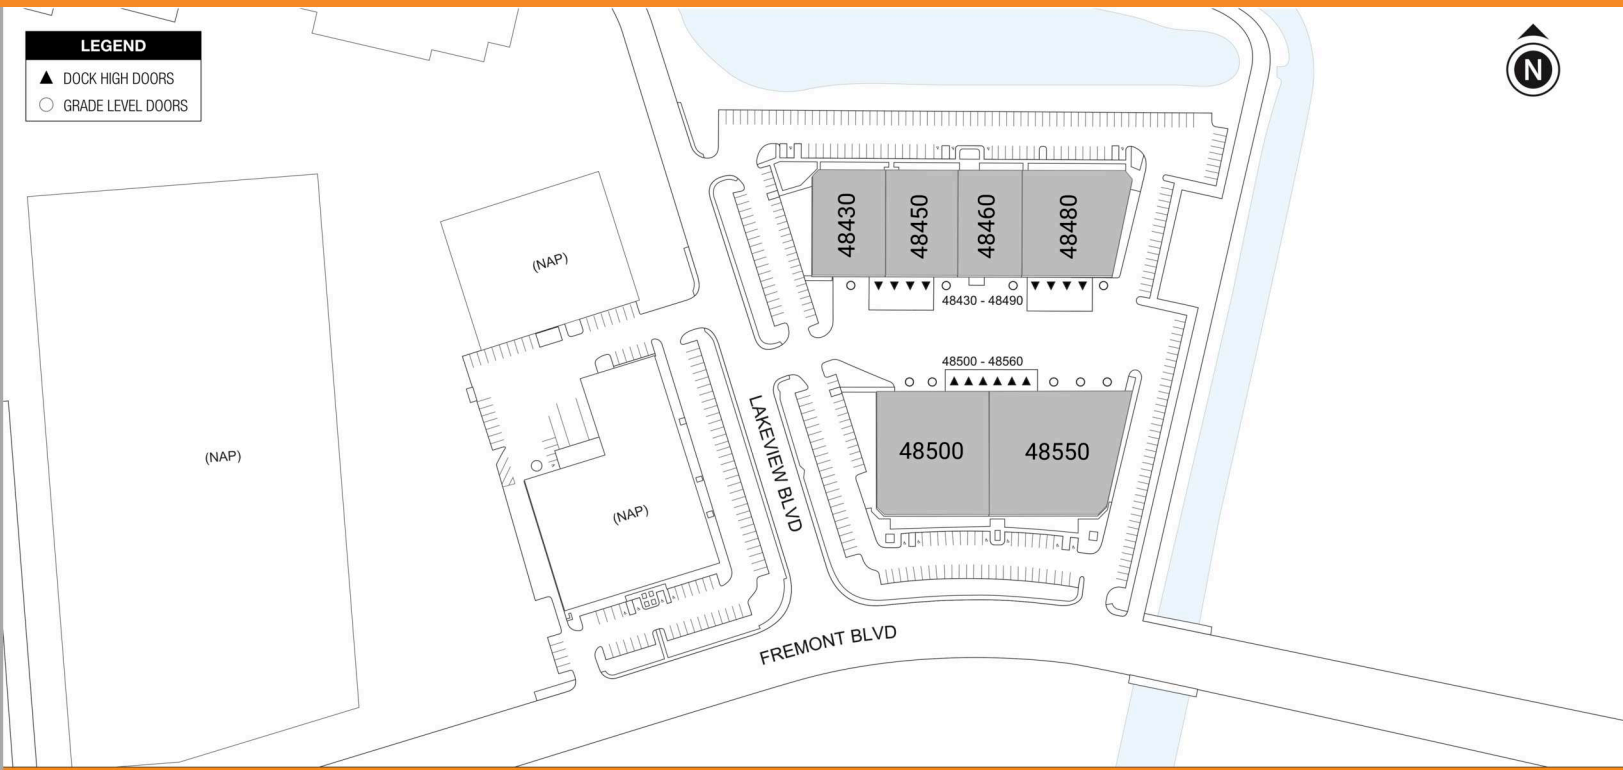 LEGEND
DOCK HIGH DOORS
GRADE LEVEL DOORS
N
48430
48450
48460
48480
(NAP)
48430 - 48490
48500 - 48560
LAKEVIEW BLVD
48500
48550
(NAP)
(NAP)
FREMONT BLVD